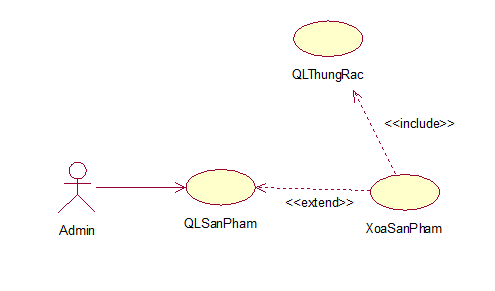 QLThungRac
<<include>>
Admin
QLSanPham
<<extend>>
XoaSanPham